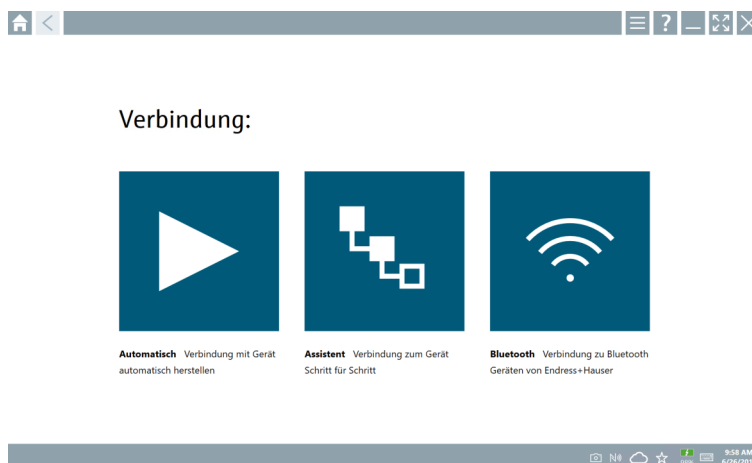 ?
Verbindung:
Automatisch Verbindung mit Gerät
automatisch herstellen
Assistent Verbindung zum Gerät
Schritt für Schritt
Bluetooth Verbindung zu Bluetooth
Geräten von Endress+Hauser
9:58 AM